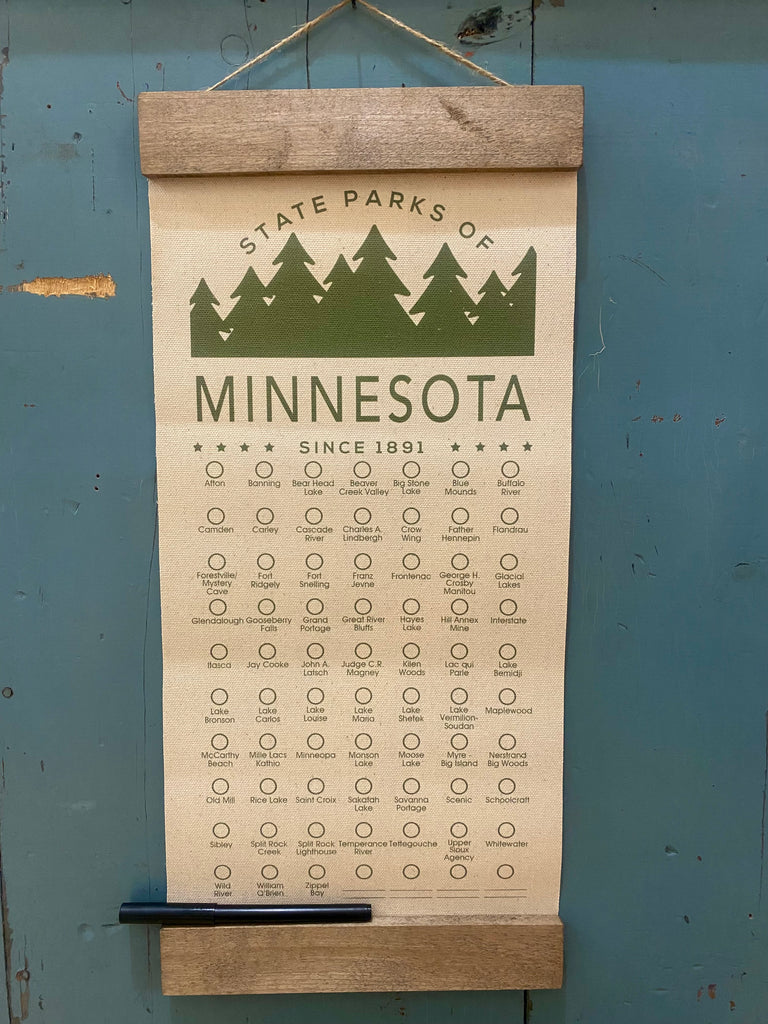 STATE PARKS OF
MINNESOTA
★ ★ ★ ★ SINCE 1891 ★ ★ ★ ★
Afton
Banning
Bear Head
Lake
Beaver
Creek Valley
Big Stone
Lake
Blue
Mounds
Buffalo
River
Camden
Carley
Cascade
River
Charles A.
Lindbergh
Crow
Wing
Father
Hennepin
Flandrau
Forestville/
Mystery
Cave
Fort
Ridgely
Fort
Snelling
Franz
Jevne
Frontenac
George H.
Crosby
Manitou
Glacial
Lakes
Glendalough
Gooseberry
Falls
Grand
Portage
Great River
Bluffs
Hayes
Lake
Hill Annex
Mine
Interstate
Itasca
Jay Cooke
John A.
Latsch
Judge C.R.
Magney
Kilen
Woods
Lac qui
Parle
Lake
Bemidji
Lake
Bronson
Lake
Carlos
Lake
Louise
Lake
Maria
Lake
Shetek
Lake
Vermilion-
Soudan
Maplewood
McCarthy
Beach
Mille Lacs
Kathio
Minneopa
Monson
Lake
Moose
Lake
Myre -
Big Island
Nerstrand
Big Woods
Old Mill
Rice Lake
Saint Croix
Sakatah
Lake
Savanna
Portage
Scenic
Schoolcraft
Sibley
Split Rock
Creek
Split Rock
Lighthouse
Temperance
River
Tettegouche
Upper
Sioux
Agency
Whitewater
Wild
River
William
O'Brien
Zippel
Bay